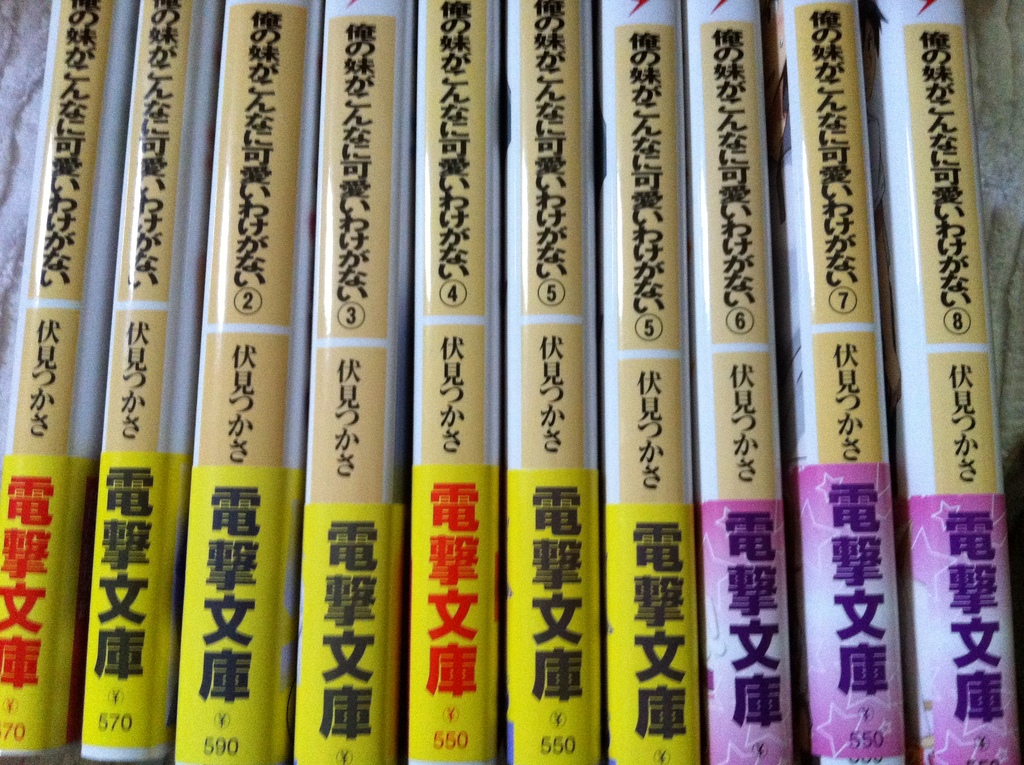 俺の妹がこんなに可愛いわけがない
伏見つかさ
電撃文庫
¥
570
俺の妹がこんなに可愛いわけがない
伏見つかさ
電撃文庫
¥
570
俺の妹がこんなに可愛いわけがない②
伏見つかさ
電撃文庫
¥
590
俺の妹がこんなに可愛いわけがない③
伏見つかさ
電撃文庫
¥
俺の妹がこんなに可愛いわけがない④
伏見つかさ
電撃文庫
¥
550
俺の妹がこんなに可愛いわけがない⑤
伏見つかさ
電撃文庫
¥
550
俺の妹がこんなに可愛いわけがない⑤
伏見つかさ
電撃文庫
¥
俺の妹がこんなに可愛いわけがない⑥
伏見つかさ
電撃文庫
¥
俺の妹がこんなに可愛いわけがない⑦
伏見つかさ
電撃文庫
¥
550
俺の妹がこんなに可愛いわけがない⑧
伏見つかさ
電撃文庫
¥
550